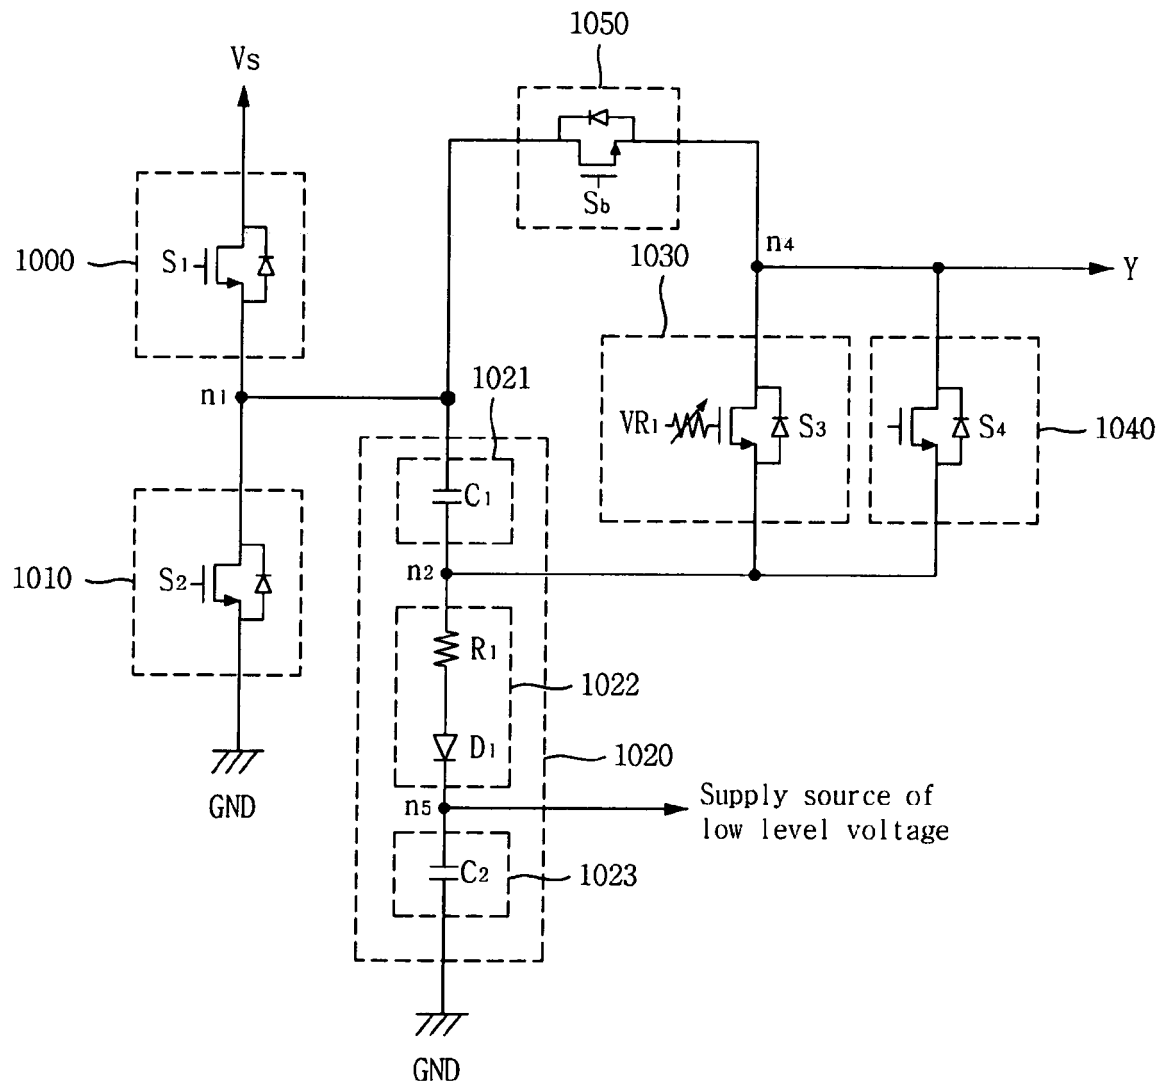 1050
Vs
Sb
1000
S1
1030
n4
Y
n1
1021
VR1
S3
S4
1040
C1
1010
S2
n2
R1
1022
D1
1020
GND
n5
Supply source of
low level voltage
C2
1023
GND